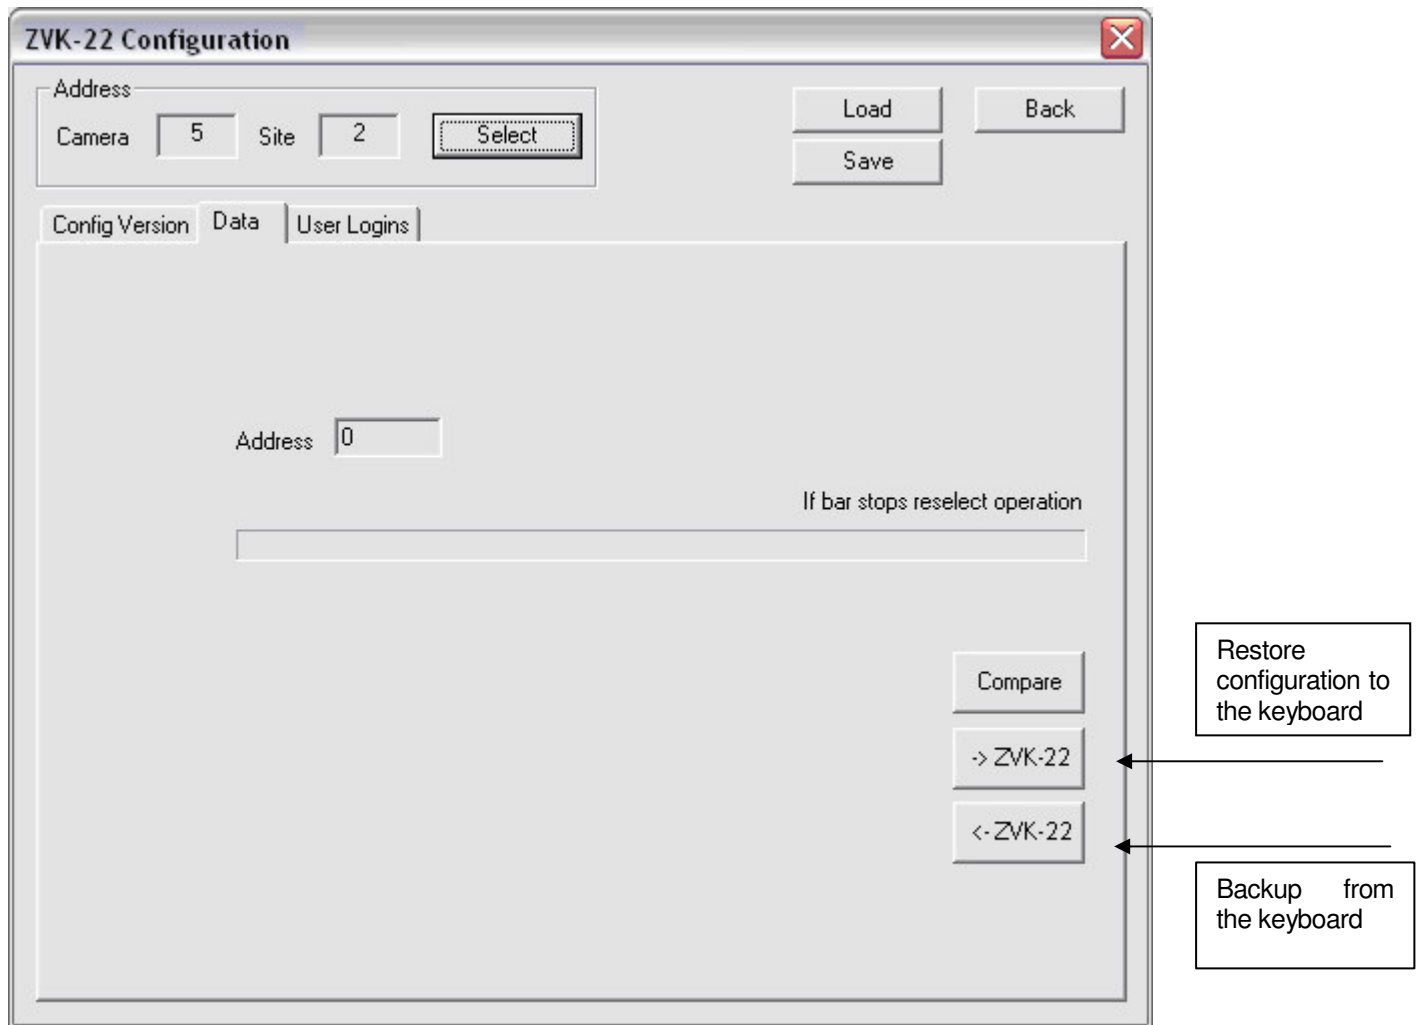 ZVK-22 Configuration
Address
Camera 5 Site 2 Select
Load
Back
Save
Config Version Data User Logins
Address 0
If bar stops reselect operation
Compare
-> ZVK-22
<- ZVK-22
Restore
configuration to
the keyboard
Backup from
the keyboard